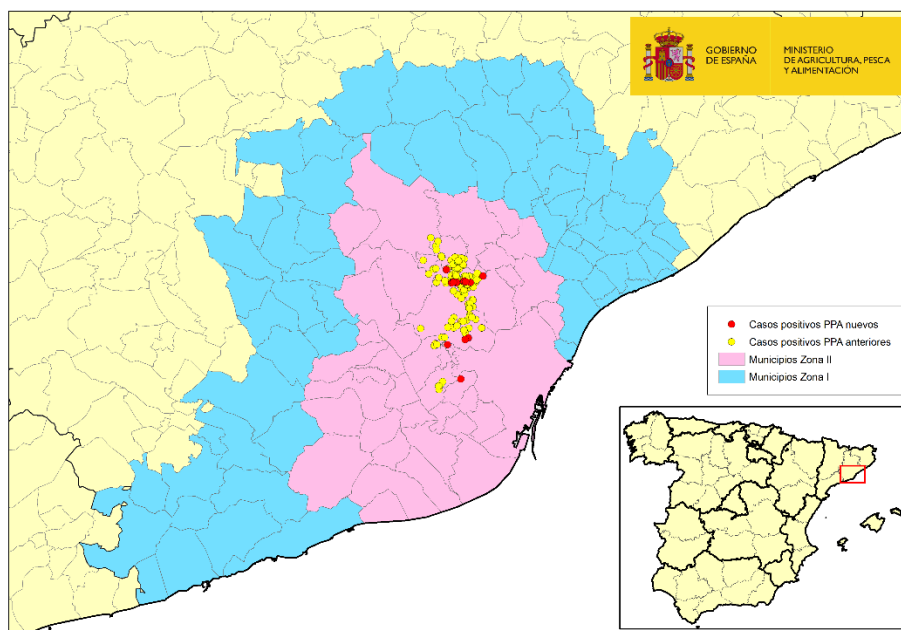 GOBIERNO
DE ESPAÑA
MINISTERIO
DE AGRICULTURA, PESCA
Y ALIMENTACIÓN
Casos positivos PPA nuevos
Casos positivos PPA anteriores
Municipios Zona II
Municipios Zona I